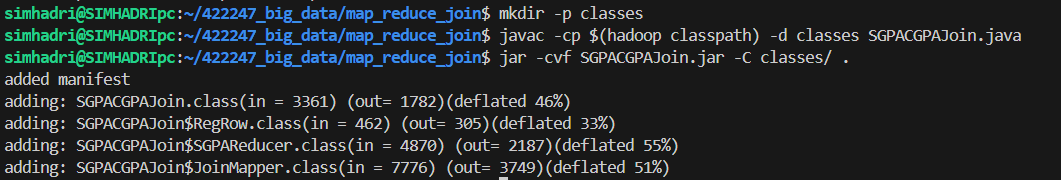 simhadri@SIMHADRIpc:~/422247_big_data/map_reduce_join$ mkdir -p classes
simhadri@SIMHADRIpc:~/422247_big_data/map_reduce_join$ javac -cp $(hadoop classpath) -d classes SGPACGPAJoin.java
simhadri@SIMHADRIpc:~/422247_big_data/map_reduce_join$ jar -cvf SGPACGPAJoin.jar -C classes/ .
added manifest
adding: SGPACGPAJoin.class(in = 3361) (out= 1782)(deflated 46%)
adding: SGPACGPAJoin$RegRow.class(in = 462) (out= 305)(deflated 33%)
adding: SGPACGPAJoin$SGPAReducer.class(in = 4870) (out= 2187)(deflated 55%)
adding: SGPACGPAJoin$JoinMapper.class(in = 7776) (out= 3749)(deflated 51%)